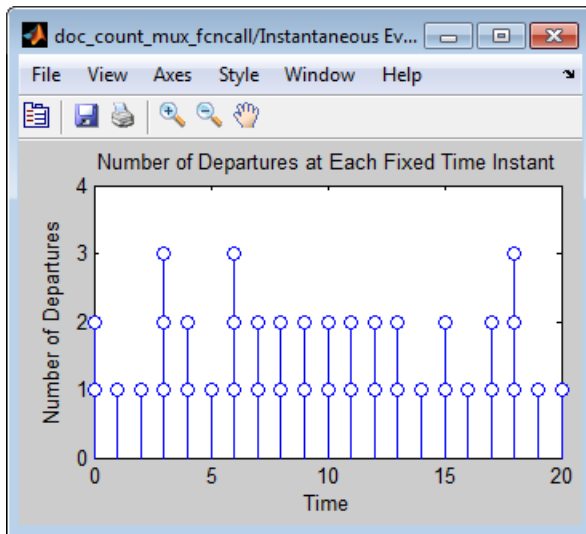 doc_count_mux_fcncall/Instantaneous Ev...
File View Axes Style Window Help
Number of Departures at Each Fixed Time Instant
Number of Departures
4
3
2
1
0
0 5 10 15 20
Time